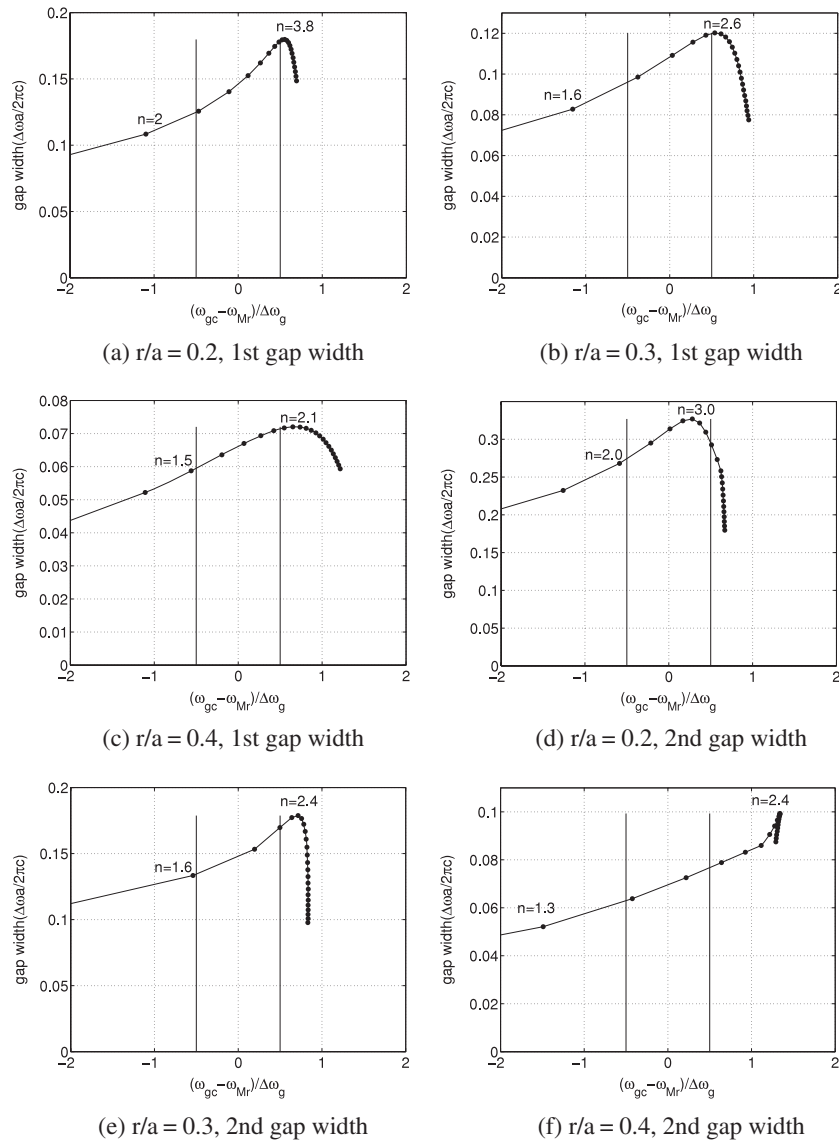 0.2
0.15
0.1
0.05
0
n=2
n=3.8
gap width(Δωa/2πc)
−2 −1 0 1 2
(ω_gc−ω_Mr)/Δω_g
(a) r/a = 0.2, 1st gap width
0.12
0.1
0.08
0.06
0.04
0.02
0
n=1.6
n=2.6
gap width(Δωa/2πc)
−2 −1 0 1 2
(ω_gc−ω_Mr)/Δω_g
(b) r/a = 0.3, 1st gap width
0.08
0.07
0.06
0.05
0.04
0.03
0.02
0.01
0
n=1.5
n=2.1
gap width(Δωa/2πc)
−2 −1 0 1 2
(ω_gc−ω_Mr)/Δω_g
(c) r/a = 0.4, 1st gap width
0.3
0.25
0.2
0.15
0.1
0.05
0
n=2.0
n=3.0
gap width(Δωa/2πc)
−2 −1 0 1 2
(ω_gc−ω_Mr)/Δω_g
(d) r/a = 0.2, 2nd gap width
0.2
0.15
0.1
0.05
0
n=1.6
n=2.4
gap width(Δωa/2πc)
−2 −1 0 1 2
(ω_gc−ω_Mr)/Δω_g
(e) r/a = 0.3, 2nd gap width
0.1
0.08
0.06
0.04
0.02
0
n=1.3
n=2.4
gap width(Δωa/2πc)
−2 −1 0 1 2
(ω_gc−ω_Mr)/Δω_g
(f) r/a = 0.4, 2nd gap width